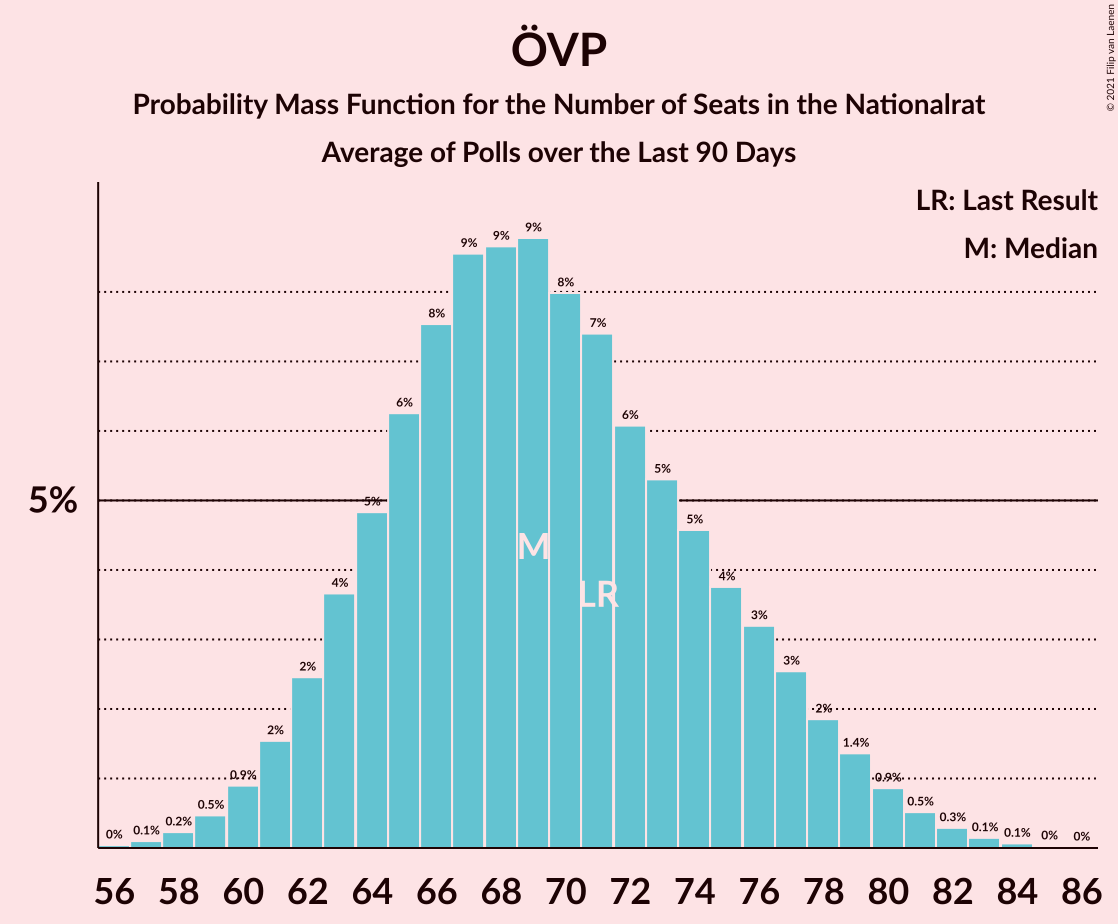 ÖVP
Probability Mass Function for the Number of Seats in the Nationalrat
Average of Polls over the Last 90 Days
© 2021 Filip van Laenen
LR: Last Result
M: Median
5%
0% 0.1% 0.2% 0.5% 0.9% 2% 2% 4% 5% 6% 8% 9% 9% 9% 8% 7% 6% 5% 5% 4% 3% 3% 2% 1.4% 0.9% 0.5% 0.3% 0.1% 0.1% 0% 0%
M
LR
56 58 60 62 64 66 68 70 72 74 76 78 80 82 84 86